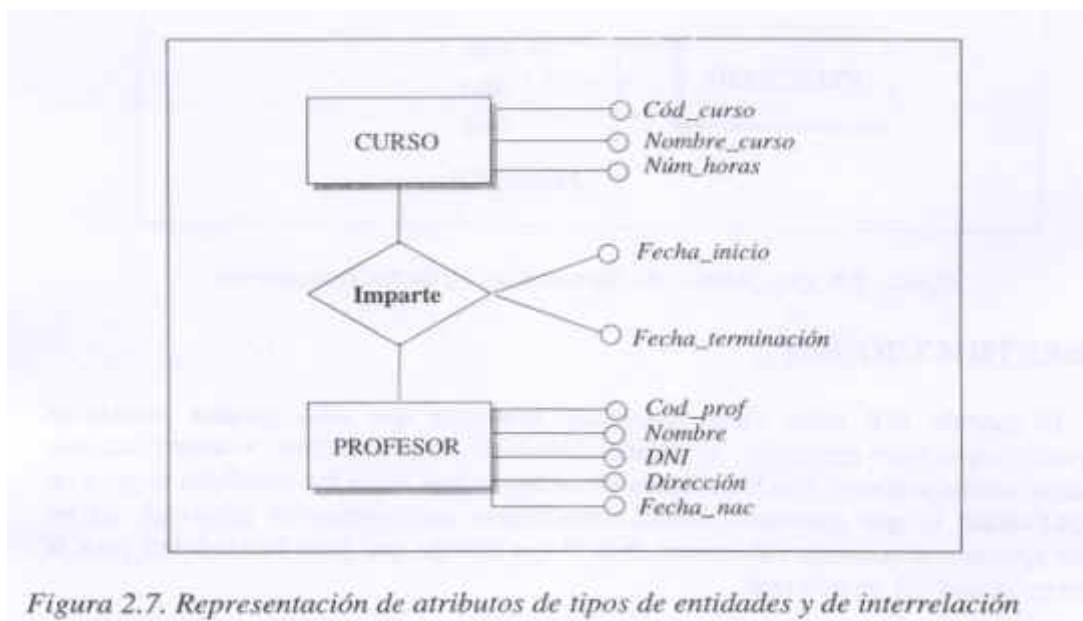 CURSO
Cód_curso
Nombre_curso
Núm_horas
Imparte
Fecha_inicio
Fecha_terminación
PROFESOR
Cod_prof
Nombre
DNI
Dirección
Fecha_nac
Figura 2.7. Representación de atributos de tipos de entidades y de interrelación